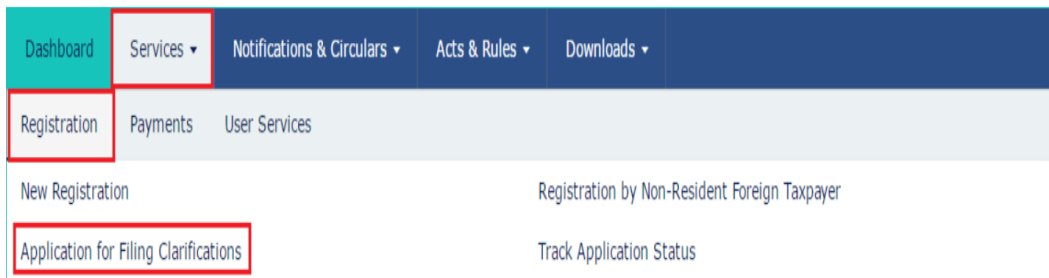 Dashboard Services ▾ Notifications & Circulars ▾ Acts & Rules ▾ Downloads ▾
Registration Payments User Services
New Registration Registration by Non-Resident Foreign Taxpayer
Application for Filing Clarifications Track Application Status